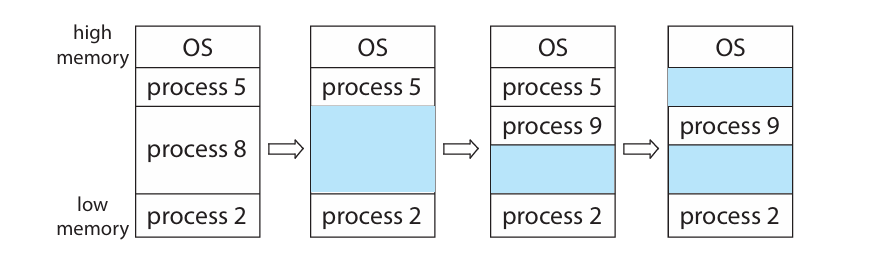 high
memory
low
memory
OS
process 5
process 8
process 2
OS
process 5
process 2
OS
process 5
process 9
process 2
OS
process 9
process 2